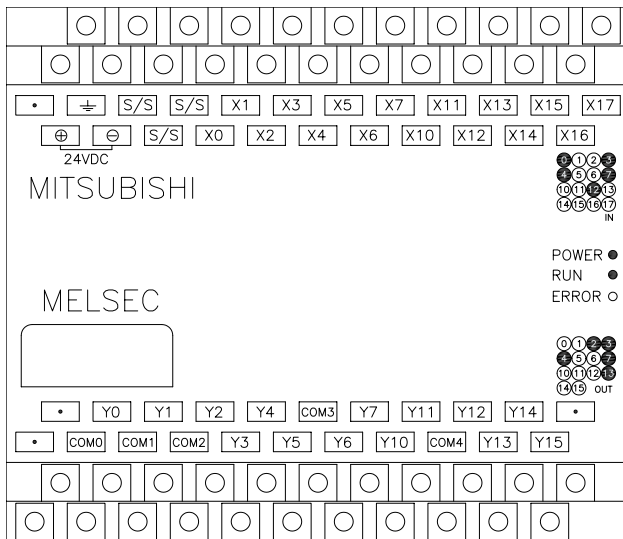 ⏚ S/S S/S X1 X3 X5 X7 X11 X13 X15 X17
⊕ ⊖ S/S X0 X2 X4 X6 X10 X12 X14 X16
24VDC
MITSUBISHI
0 1 2 3
4 5 6 7
10 11 12 13
14 15 16 17
IN
POWER
RUN
ERROR
MELSEC
0 1 2 3
4 5 6 7
10 11 12 13
14 15 OUT
Y0 Y1 Y2 Y4 COM3 Y7 Y11 Y12 Y14
COM0 COM1 COM2 Y3 Y5 Y6 Y10 COM4 Y13 Y15